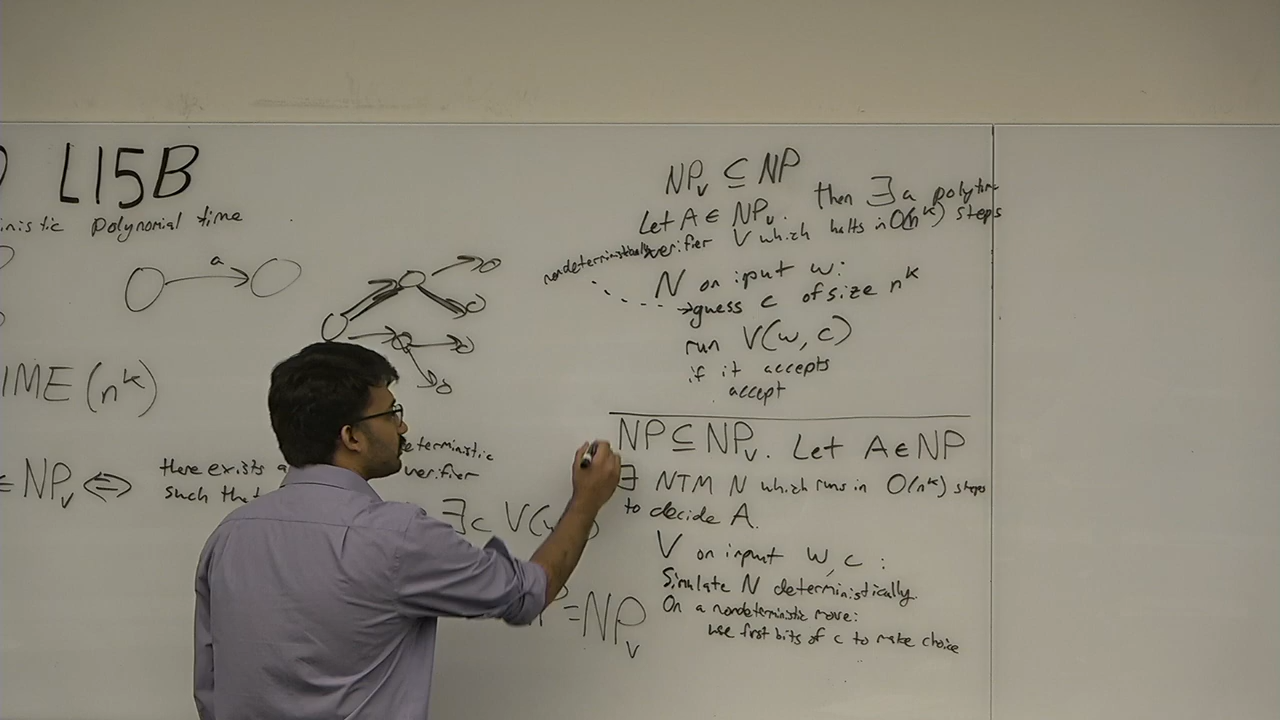 L15B
inistic Polynomial time
a
IME (n^k)
NP_v ⟺ there exists a
such tha
eterministic
verifier
∃c V(w
P=NP_v
NP_v ⊆ NP
Let A ∈ NP_v. then ∃ a polytim
verifier V which halts in O(n^k) steps
nondeterministically
N on input w:
→guess c of size n^k
run V(w, c)
if it accepts
accept
NP ⊆ NP_v. Let A ∈ NP
∃ NTM N which runs in O(n^k) steps
to decide A.
V on input w, c :
Simulate N deterministically.
On a nondeteristic move:
use first bits of c to make choice